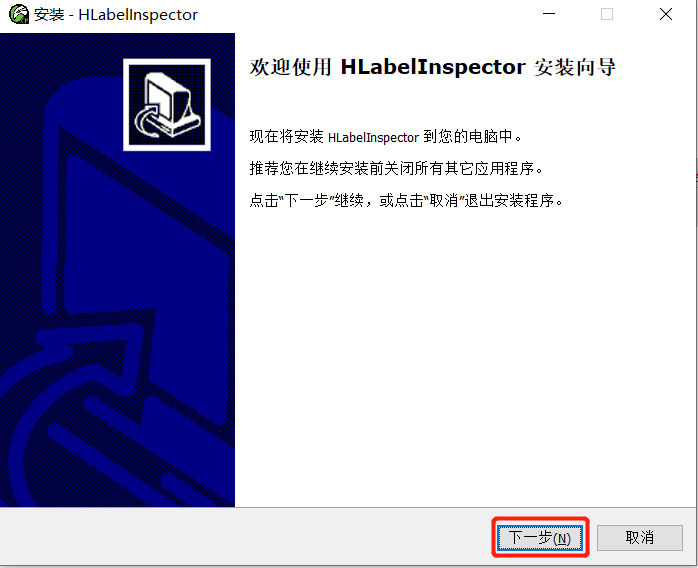 安装 - HLabelInspector
欢迎使用 HLabelInspector 安装向导
现在将安装 HLabelInspector 到您的电脑中。
推荐您在继续安装前关闭所有其它应用程序。
点击“下一步”继续，或点击“取消”退出安装程序。
下一步(N)
取消